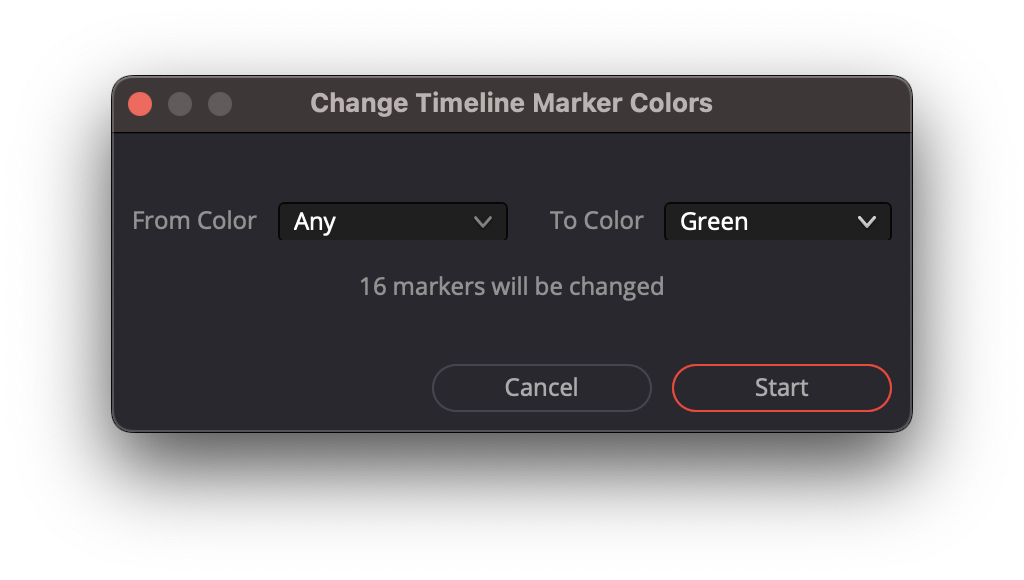 Change Timeline Marker Colors
From Color Any To Color Green
16 markers will be changed
Cancel Start